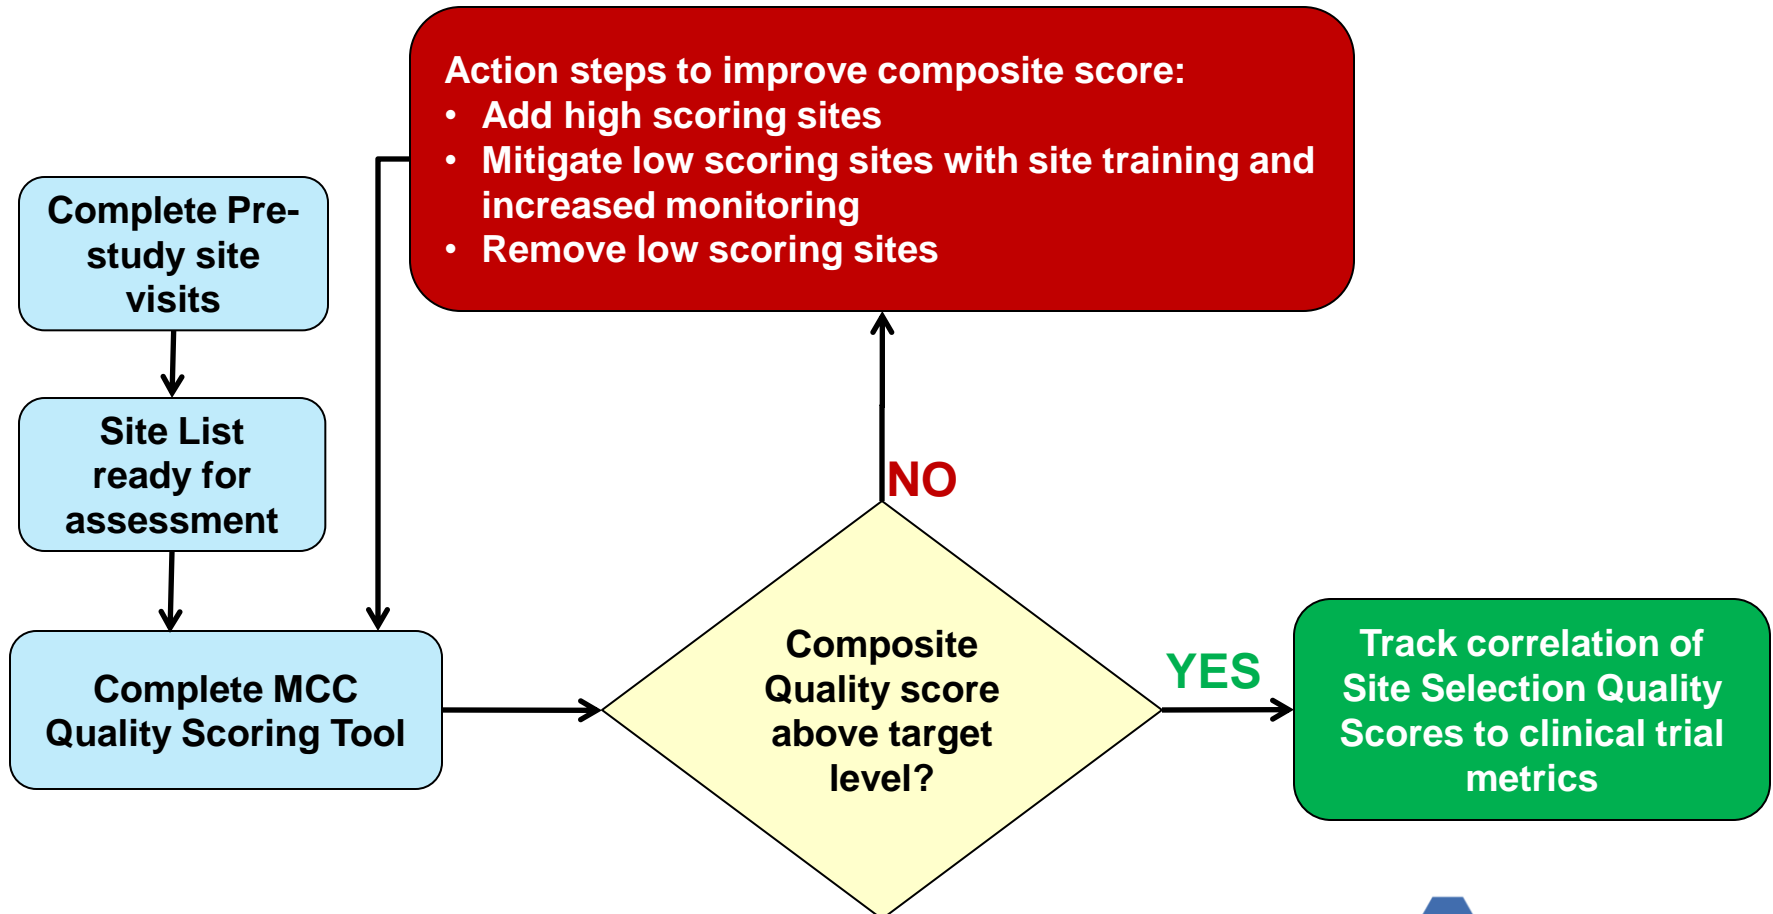 Action steps to improve composite score:
• Add high scoring sites
• Mitigate low scoring sites with site training and
increased monitoring
• Remove low scoring sites
Complete Pre-
study site
visits
Site List
ready for
assessment
Complete MCC
Quality Scoring Tool
NO
Composite
Quality score
above target
level?
YES
Track correlation of
Site Selection Quality
Scores to clinical trial
metrics